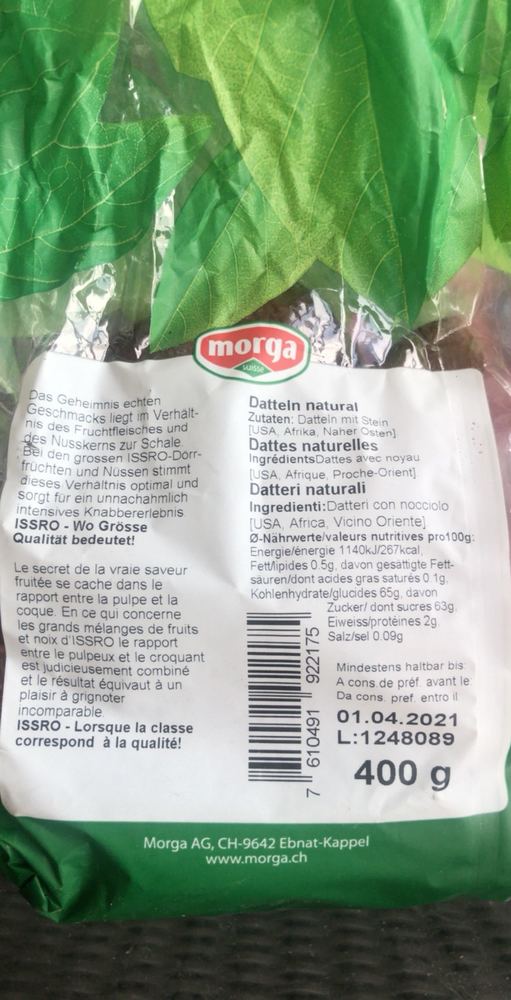 morga
suisse
Das Geheimnis echten
Geschmacks liegt im Verhält-
nis des Fruchtfleisches und
des Nusskerns zur Schale.
Bei den grossen ISSRO-Dörr-
früchten und Nüssen stimmt
dieses Verhältnis optimal und
sorgt für ein unnachahmlich
intensives Knabbererlebnis.
ISSRO - Wo Grösse
Qualität bedeutet!
Le secret de la vraie saveur
fruitée se cache dans le
rapport entre la pulpe et la
coque. En ce qui concerne
les grands mélanges de fruits
et noix d'ISSRO le rapport
entre le pulpeux et le croquant
est judicieusement combiné
et le résultat équivaut à un
plaisir à grignoter
incomparable.
ISSRO - Lorsque la classe
correspond à la qualité!
Datteln natural
Zutaten: Datteln mit Stein
[USA, Afrika, Naher Osten]
Dattes naturelles
IngrédientsDattes avec noyau
[USA, Afrique, Proche-Orient]
Datteri naturali
Ingredienti:Datteri con nocciolo
[USA, Africa, Vicino Oriente]
Ø-Nährwerte/valeurs nutritives pro100g:
Energie/énergie 1140kJ/267kcal,
Fett/lipides 0.5g, davon gesättigte Fett-
säuren/dont acides gras saturés 0.1g,
Kohlenhydrate/glucides 65g, davon
Zucker/ dont sucres 63g,
Eiweiss/protéines 2g,
Salz/sel 0.09g
7 610491 922175
Mindestens haltbar bis:
A cons de préf. avant le:
Da cons. pref. entro il:
01.04.2021
L:1248089
400 g
Morga AG, CH-9642 Ebnat-Kappel
www.morga.ch